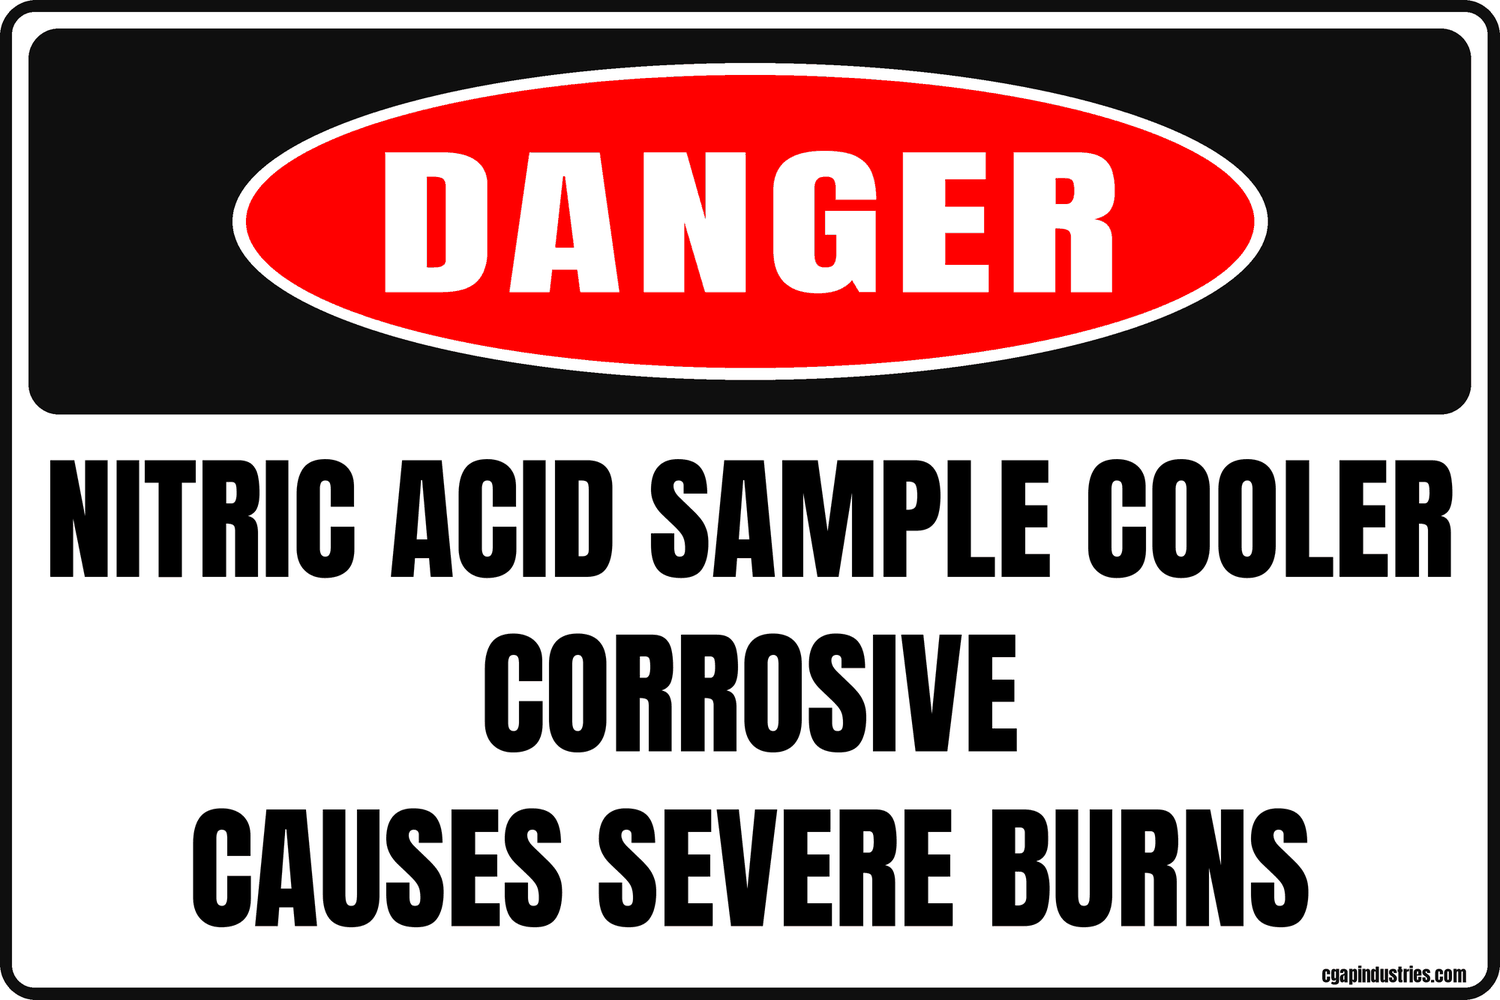 DANGER
NITRIC ACID SAMPLE COOLER
CORROSIVE
CAUSES SEVERE BURNS
cgapindustries.com